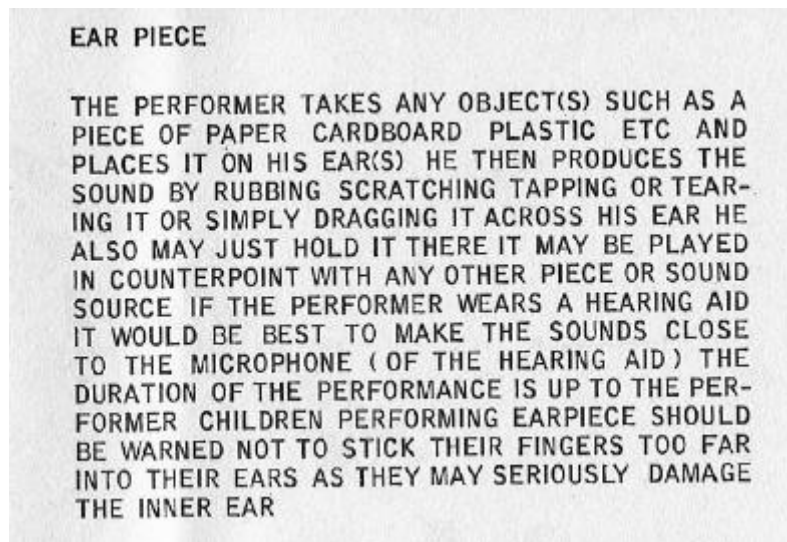 EAR PIECE
THE PERFORMER TAKES ANY OBJECT(S) SUCH AS A
PIECE OF PAPER CARDBOARD PLASTIC ETC AND
PLACES IT ON HIS EAR(S) HE THEN PRODUCES THE
SOUND BY RUBBING SCRATCHING TAPPING OR TEAR-
ING IT OR SIMPLY DRAGGING IT ACROSS HIS EAR HE
ALSO MAY JUST HOLD IT THERE IT MAY BE PLAYED
IN COUNTERPOINT WITH ANY OTHER PIECE OR SOUND
SOURCE IF THE PERFORMER WEARS A HEARING AID
IT WOULD BE BEST TO MAKE THE SOUNDS CLOSE
TO THE MICROPHONE (OF THE HEARING AID) THE
DURATION OF THE PERFORMANCE IS UP TO THE PER-
FORMER CHILDREN PERFORMING EARPIECE SHOULD
BE WARNED NOT TO STICK THEIR FINGERS TOO FAR
INTO THEIR EARS AS THEY MAY SERIOUSLY DAMAGE
THE INNER EAR